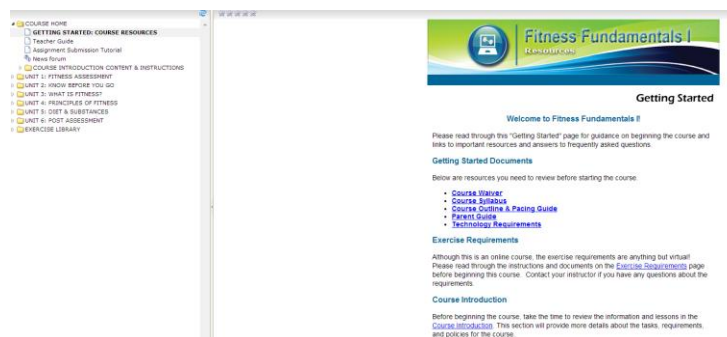 COURSE HOME
GETTING STARTED: COURSE RESOURCES
Teacher Guide
Assignment Submission Tutorial
News forum
COURSE INTRODUCTION CONTENT & INSTRUCTIONS
UNIT 1: FITNESS ASSESSMENT
UNIT 2: KNOW BEFORE YOU GO
UNIT 3: WHAT IS FITNESS?
UNIT 4: PRINCIPLES OF FITNESS
UNIT 5: DIET & SUBSTANCES
UNIT 6: POST ASSESSMENT
EXERCISE LIBRARY
Fitness Fundamentals I
Resources
Getting Started
Welcome to Fitness Fundamentals I!
Please read through this "Getting Started" page for guidance on beginning the course and
links to important resources and answers to frequently asked questions.
Getting Started Documents
Below are resources you need to review before starting the course.
Course Waiver
Course Syllabus
Course Outline & Pacing Guide
Parent Guide
Technology Requirements
Exercise Requirements
Although this is an online course, the exercise requirements are anything but virtual!
Please read through the instructions and documents on the Exercise Requirements page
before beginning this course. Contact your instructor if you have any questions about the
requirements.
Course Introduction
Before beginning the course, take the time to review the information and lessons in the
Course Introduction. This section will provide more details about the tasks, requirements,
and policies for the course.